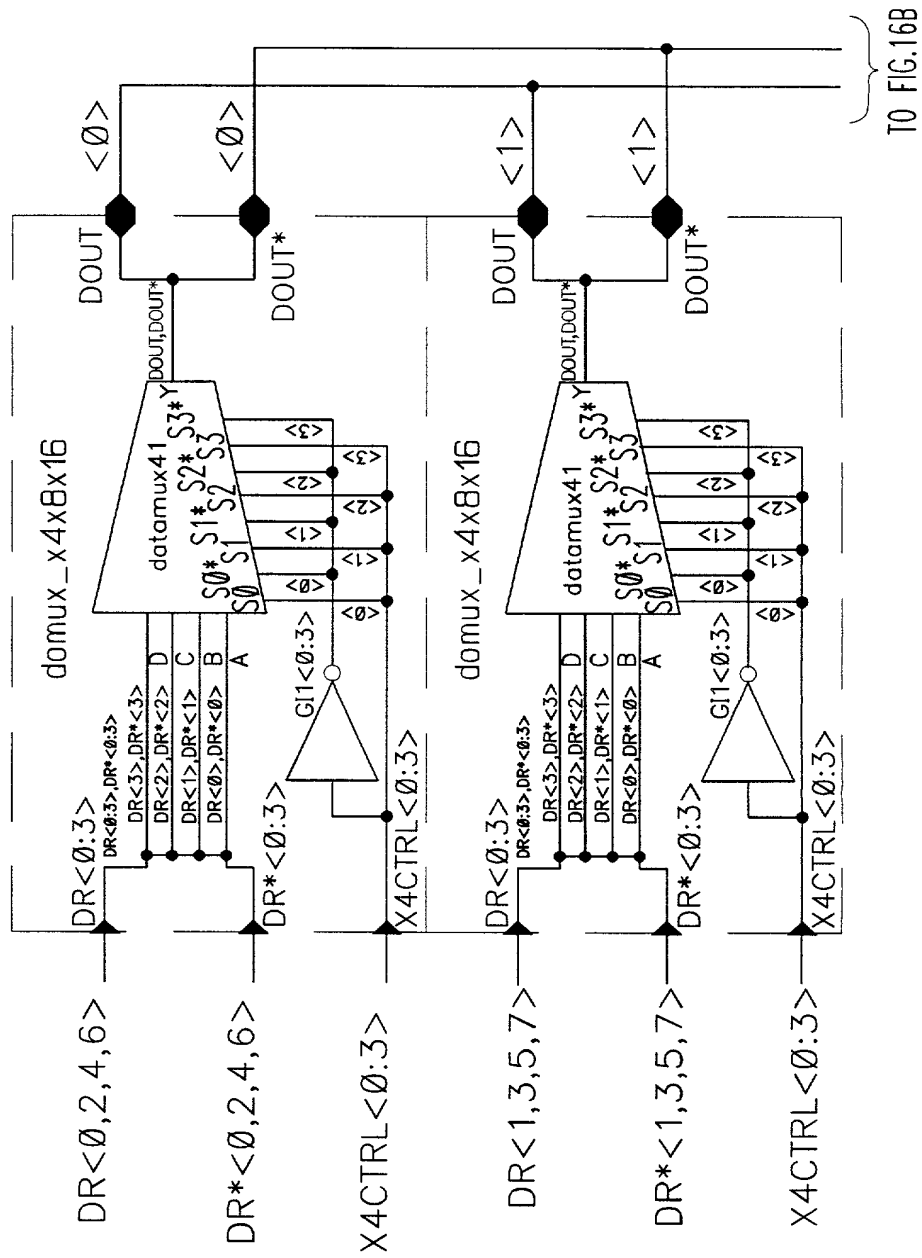 DR<Ø,2,4,6>
DR*<Ø,2,4,6>
X4CTRL<Ø:3>
domux_x4x8x16
DR<Ø:3>
DR<Ø:3>,DR*<Ø:3>
DR<3>,DR*<3>
DR<2>,DR*<2>
DR<1>,DR*<1>
DR<Ø>,DR*<Ø>
DR*<Ø:3>
X4CTRL<Ø:3>
D
C
B
A
GI1<Ø:3>
datamux41
SØ SØ* S1 S1* S2 S2* S3 S3* Y
<Ø> <Ø> <1> <1> <2> <2> <3> <3>
DOUT,DOUT*
DOUT
DOUT*
<Ø>
<Ø>
DR<1,3,5,7>
DR*<1,3,5,7>
X4CTRL<Ø:3>
domux_x4x8x16
DR<Ø:3>
DR<Ø:3>,DR*<Ø:3>
DR<3>,DR*<3>
DR<2>,DR*<2>
DR<1>,DR*<1>
DR<Ø>,DR*<Ø>
DR*<Ø:3>
X4CTRL<Ø:3>
D
C
B
A
GI1<Ø:3>
datamux41
SØ SØ* S1 S1* S2 S2* S3 S3* Y
<Ø> <Ø> <1> <1> <2> <2> <3> <3>
DOUT,DOUT*
DOUT
DOUT*
<1>
<1>
TO FIG.16B